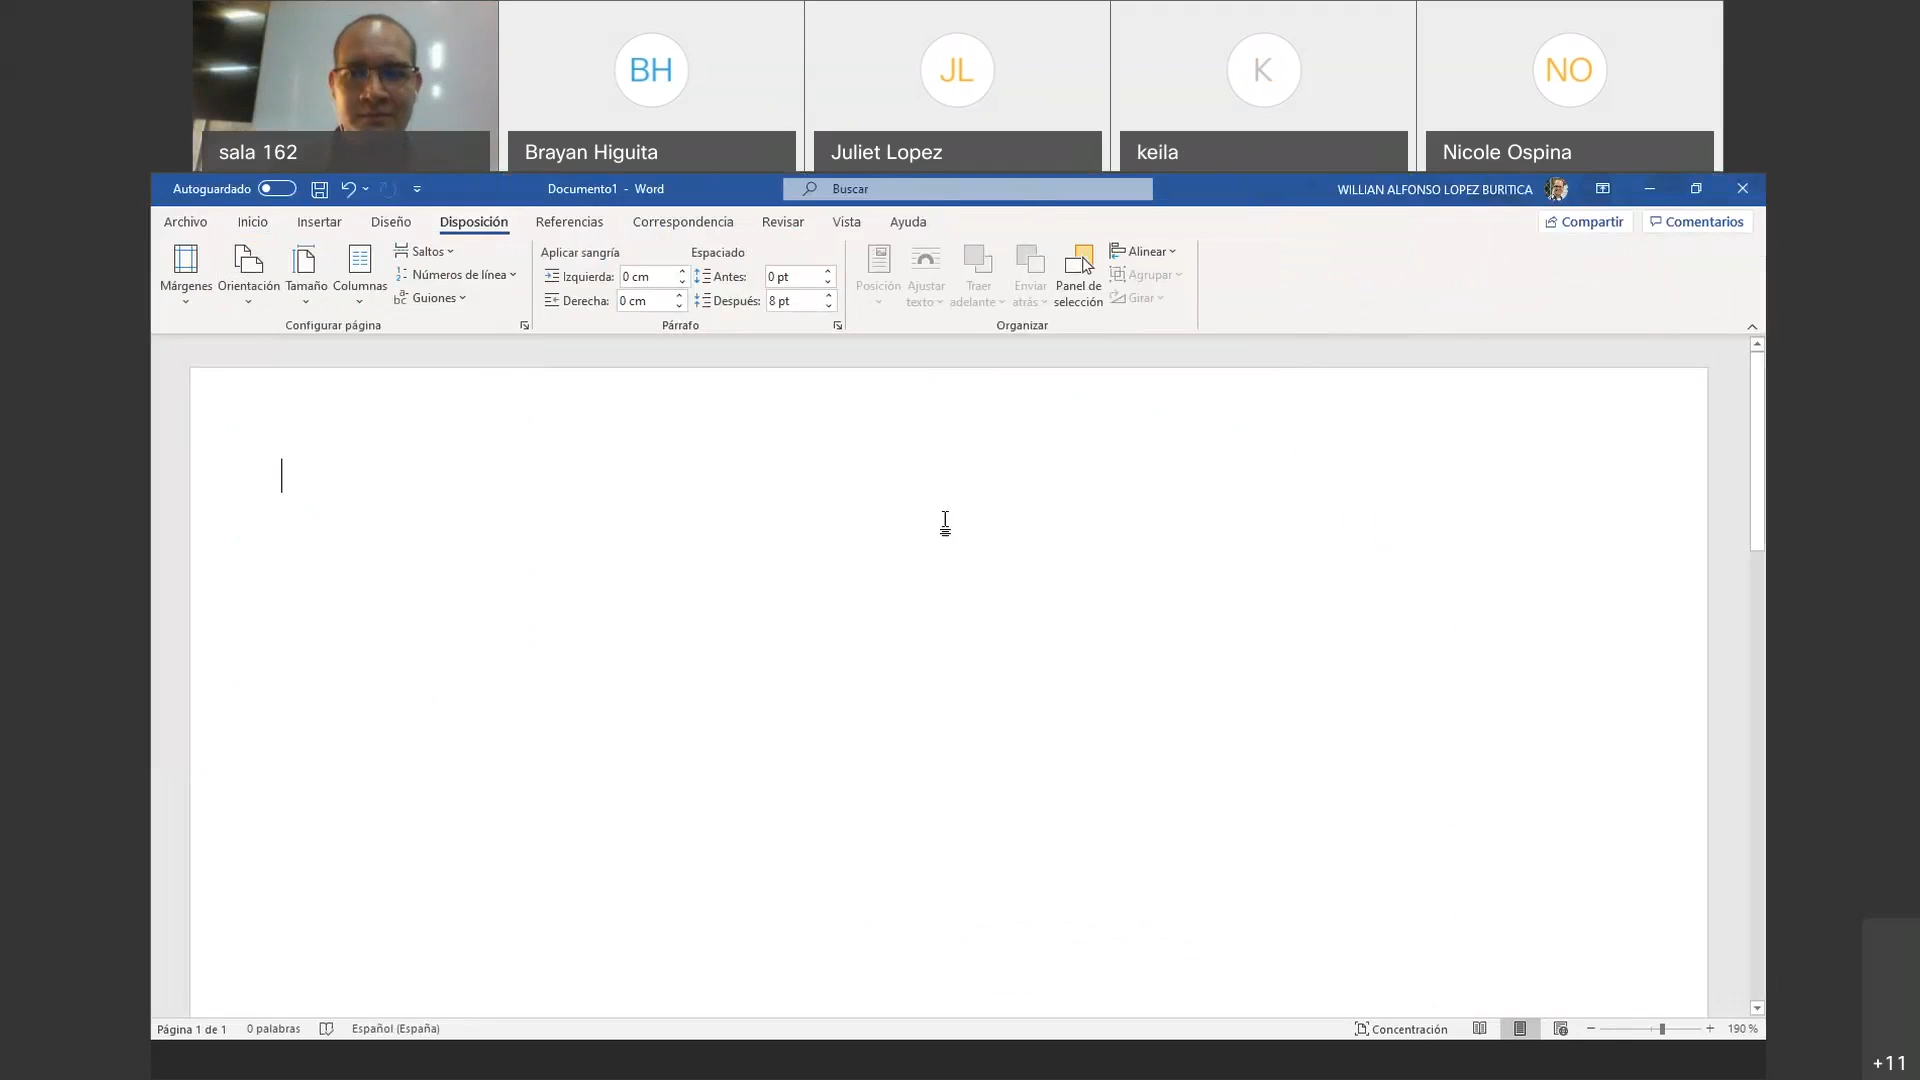 BH
JL
K
NO
sala 162
Brayan Higuita
Juliet Lopez
keila
Nicole Ospina
Autoguardado
Documento1 - Word
Buscar
WILLIAN ALFONSO LOPEZ BURITICA
Archivo
Inicio
Insertar
Diseño
Disposición
Referencias
Correspondencia
Revisar
Vista
Ayuda
Compartir
Comentarios
Márgenes
Orientación
Tamaño
Columnas
Saltos
Números de línea
Guiones
Configurar página
Aplicar sangría
Izquierda: 0 cm
Derecha: 0 cm
Espaciado
Antes: 0 pt
Después: 8 pt
Párrafo
Posición
Ajustar
texto
Traer
adelante
Enviar
atrás
Panel de
selección
Alinear
Agrupar
Girar
Organizar
Página 1 de 1
0 palabras
Español (España)
Concentración
190 %
+11